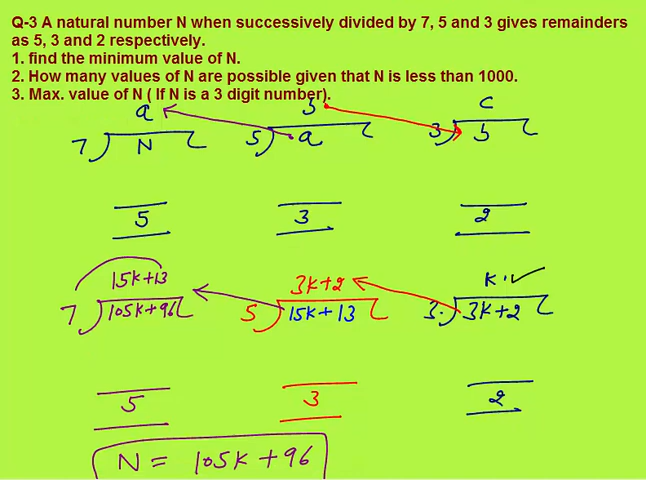 Q-3 A natural number N when successively divided by 7, 5 and 3 gives remainders
as 5, 3 and 2 respectively.
1. find the minimum value of N.
2. How many values of N are possible given that N is less than 1000.
3. Max. value of N ( If N is a 3 digit number).
a b c
7) N 5) a 3) b
5 3 2
15K+13 3K+2 K.
7) 105K+96 5) 15K+13 3.) 3K+2
5 3 2
N = 105K+96